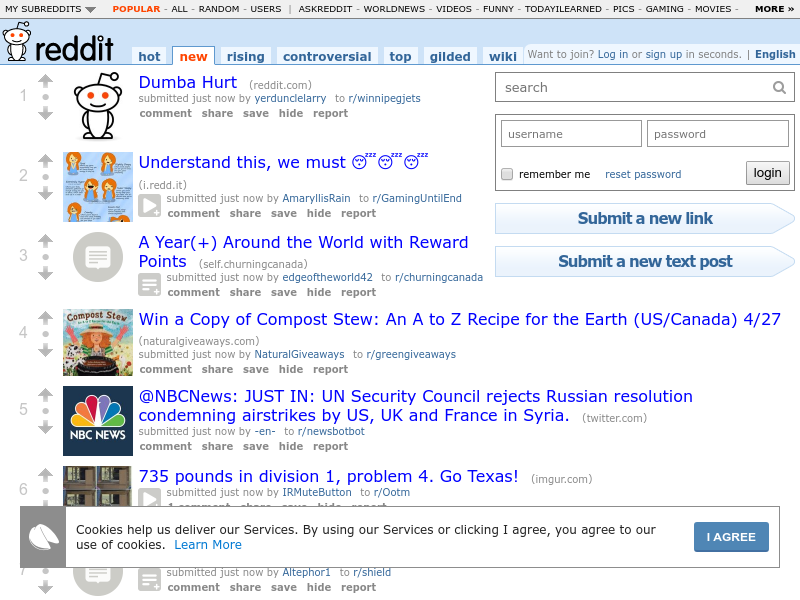 MY SUBREDDITS POPULAR - ALL - RANDOM - USERS | ASKREDDIT - WORLDNEWS - VIDEOS - FUNNY - TODAYILEARNED - PICS - GAMING - MOVIES - MORE »
reddit hot new rising controversial top gilded wiki Want to join? Log in or sign up in seconds. | English
1 Dumba Hurt (reddit.com)
submitted just now by yerdunclelarry to r/winnipegjets
comment share save hide report
search
username password
remember me reset password login
Submit a new link
Submit a new text post
2 Understand this, we must 😴😴😴
(i.redd.it)
submitted just now by AmaryllisRain to r/GamingUntilEnd
comment share save hide report
3 A Year(+) Around the World with Reward
Points (self.churningcanada)
submitted just now by edgeoftheworld42 to r/churningcanada
comment share save hide report
Compost Stew
4 Win a Copy of Compost Stew: An A to Z Recipe for the Earth (US/Canada) 4/27
(naturalgiveaways.com)
submitted just now by NaturalGiveaways to r/greengiveaways
comment share save hide report
NBC NEWS
5 @NBCNews: JUST IN: UN Security Council rejects Russian resolution
condemning airstrikes by US, UK and France in Syria. (twitter.com)
submitted just now by -en- to r/newsbotbot
comment share save hide report
6 735 pounds in division 1, problem 4. Go Texas! (imgur.com)
submitted just now by IRMuteButton to r/Ootm
Cookies help us deliver our Services. By using our Services or clicking I agree, you agree to our
use of cookies. Learn More
I AGREE
submitted just now by Altephor1 to r/shield
comment share save hide report